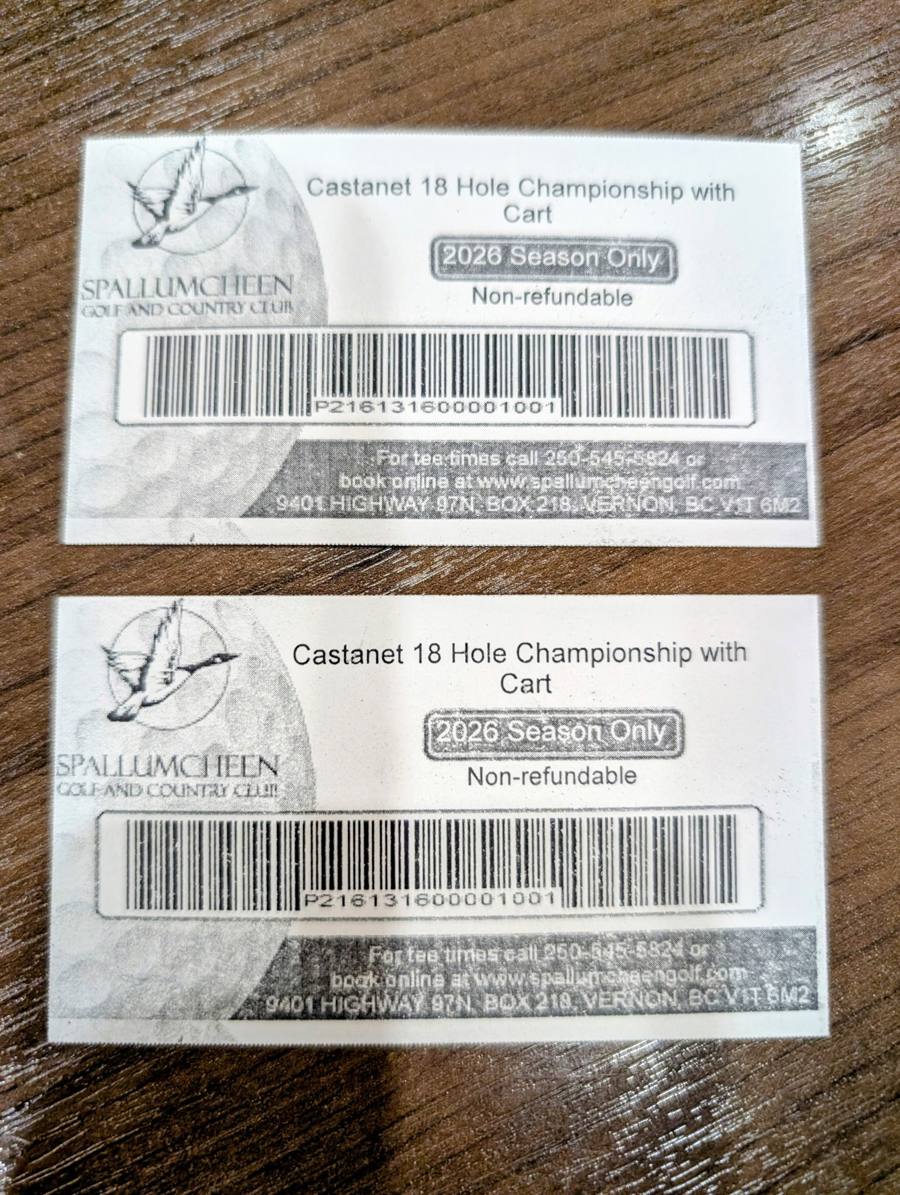 Castanet 18 Hole Championship with
Cart
2026 Season Only
Non-refundable
SPALLUMCHEEN
GOLF AND COUNTRY CLUB
P216131600001001
For tee times call 250-545-5824 or
book online at www.spallumcheengolf.com
9401 HIGHWAY 97N, BOX 218, VERNON, BC V1T 6M2
Castanet 18 Hole Championship with
Cart
2026 Season Only
Non-refundable
SPALLUMCHEEN
GOLF AND COUNTRY CLUB
P216131600001001
For tee times call 250-545-5824 or
book online at www.spallumcheengolf.com
9401 HIGHWAY 97N, BOX 218, VERNON, BC V1T 6M2